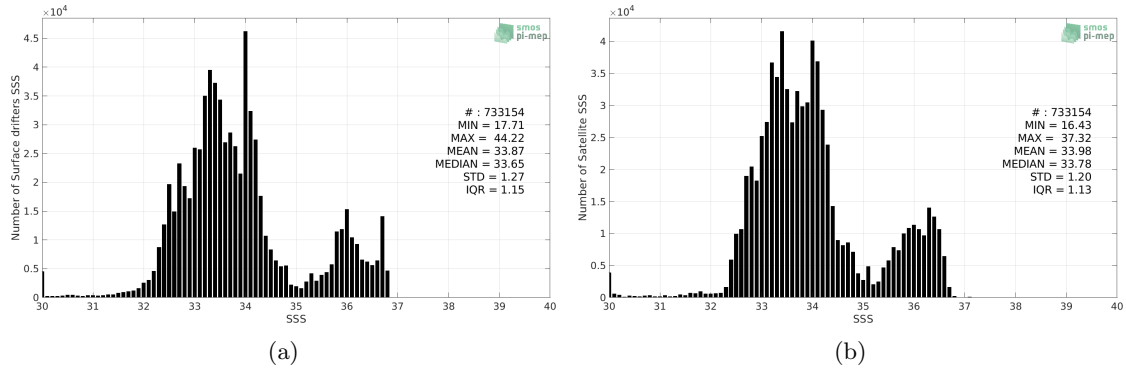 ×10⁴
4.5
4
3.5
3
2.5
2
1.5
1
0.5
0
30 31 32 33 34 35 36 37 38 39 40
SSS
Number of Surface drifters SSS
smos
pi-mep
# : 733154
MIN = 17.71
MAX = 44.22
MEAN = 33.87
MEDIAN = 33.65
STD = 1.27
IQR = 1.15
(a)
×10⁴
4
3.5
3
2.5
2
1.5
1
0.5
0
30 31 32 33 34 35 36 37 38 39 40
SSS
Number of Satellite SSS
smos
pi-mep
# : 733154
MIN = 16.43
MAX = 37.32
MEAN = 33.98
MEDIAN = 33.78
STD = 1.20
IQR = 1.13
(b)